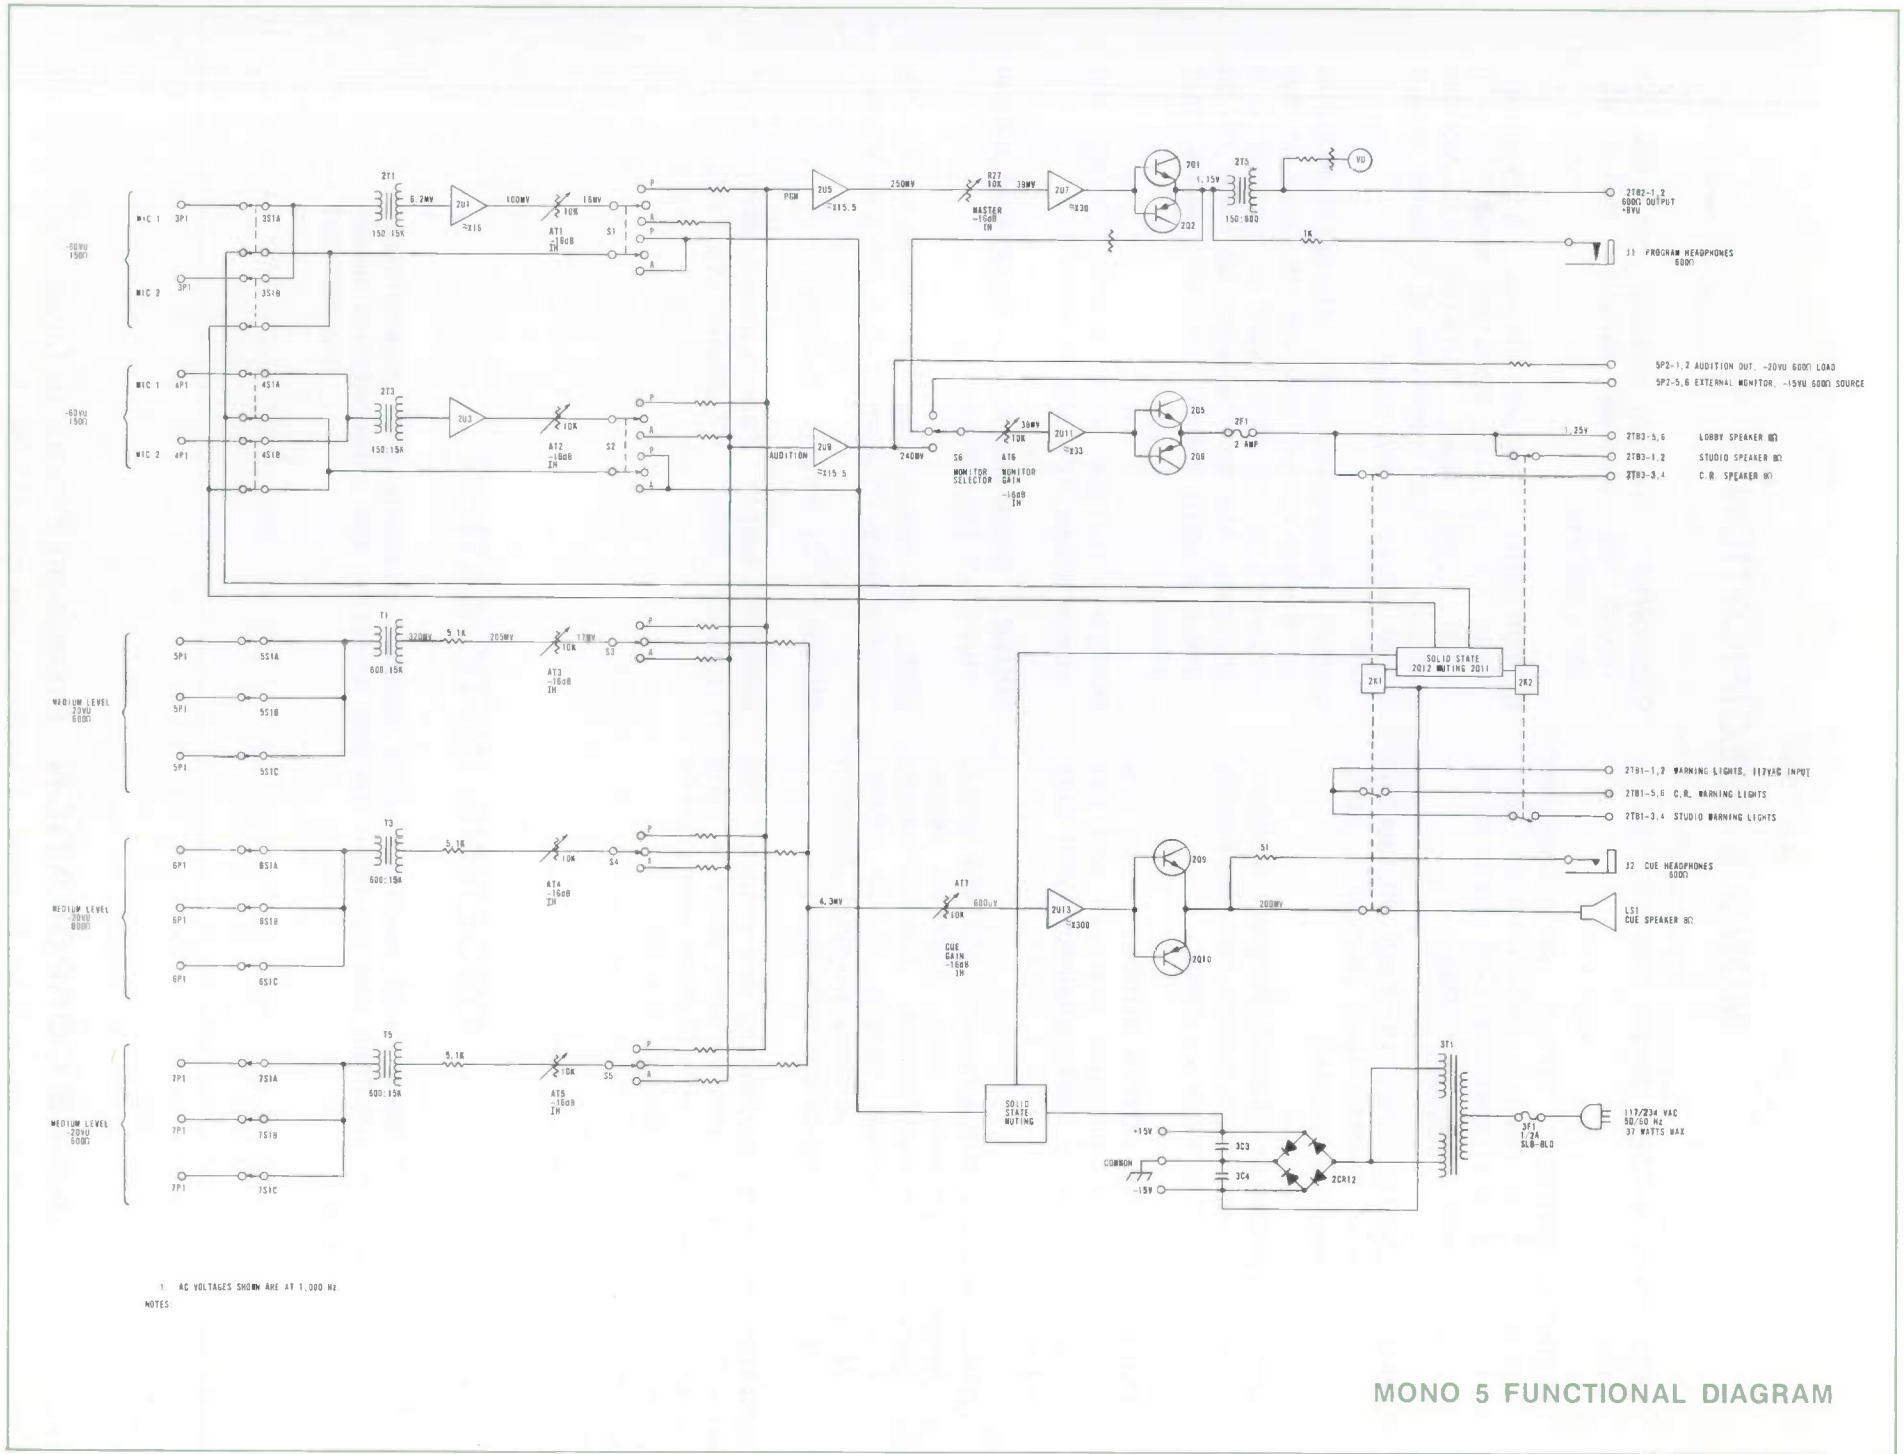 2T1
6.2MV
2U1
≈X16
100MV
10K
AT1
-16dB
IN
16MV
S1
P
A
P
A
150:15K
MIC 1
3P1
3S1A
-60VU
150Ω
MIC 2
3P1
3S1B
PGM
2U5
≈X15.5
250MV
R27
10K
MASTER
-16dB
IN
38MV
2U7
≈X30
2Q1
2Q2
1.15V
2T5
150:600
VU
2TB2-1,2
600Ω OUTPUT
+8VU
1K
J1 PROGRAM HEADPHONES
600Ω
MIC 1
4P1
4S1A
-60VU
150Ω
MIC 2
4P1
4S1B
2T3
150:15K
2U3
10K
AT2
-16dB
IN
S2
P
A
P
A
AUDITION
2U9
≈X15.5
240MV
S6
MONITOR
SELECTOR
AT6
MONITOR
GAIN
-16dB
IN
10K
38MV
2U11
≈X33
2Q5
2Q6
2F1
2 AMP
1.25V
5P2-1,2 AUDITION OUT, -20VU 600Ω LOAD
5P2-5,6 EXTERNAL MONITOR, -15VU 600Ω SOURCE
2TB3-5,6 LOBBY SPEAKER 8Ω
2TB3-1,2 STUDIO SPEAKER 8Ω
2TB3-3,4 C.R. SPEAKER 8Ω
MEDIUM LEVEL
20VU
600Ω
5P1
5S1A
5P1
5S1B
5P1
5S1C
T1
600:15K
320MV
5.1K
205MV
10K
AT3
-16dB
IN
17MV
S3
P
A
SOLID STATE
2Q12 MUTING 2Q11
2K1
2K2
2TB1-1,2 WARNING LIGHTS, 117VAC INPUT
2TB1-5,6 C.R. WARNING LIGHTS
2TB1-3,4 STUDIO WARNING LIGHTS
MEDIUM LEVEL
-20VU
600Ω
6P1
6S1A
6P1
6S1B
6P1
6S1C
T3
600:15K
5.1K
10K
AT4
-16dB
IN
S4
P
A
4.3MV
AT7
10K
CUE
GAIN
-16dB
IN
600uV
2U13
≈X300
2Q9
2Q10
51
200MV
J2 CUE HEADPHONES
600Ω
LS1
CUE SPEAKER 8Ω
MEDIUM LEVEL
-20VU
600Ω
7P1
7S1A
7P1
7S1B
7P1
7S1C
T5
600:15K
5.1K
10K
AT5
-16dB
IN
S5
P
A
SOLID
STATE
MUTING
+15V
COMMON
-15V
3C3
3C4
2CR12
3T1
3F1
1/2A
SLO-BLO
117/234 VAC
50/60 Hz
37 WATTS MAX
1. AC VOLTAGES SHOWN ARE AT 1,000 Hz.
NOTES:
MONO 5 FUNCTIONAL DIAGRAM